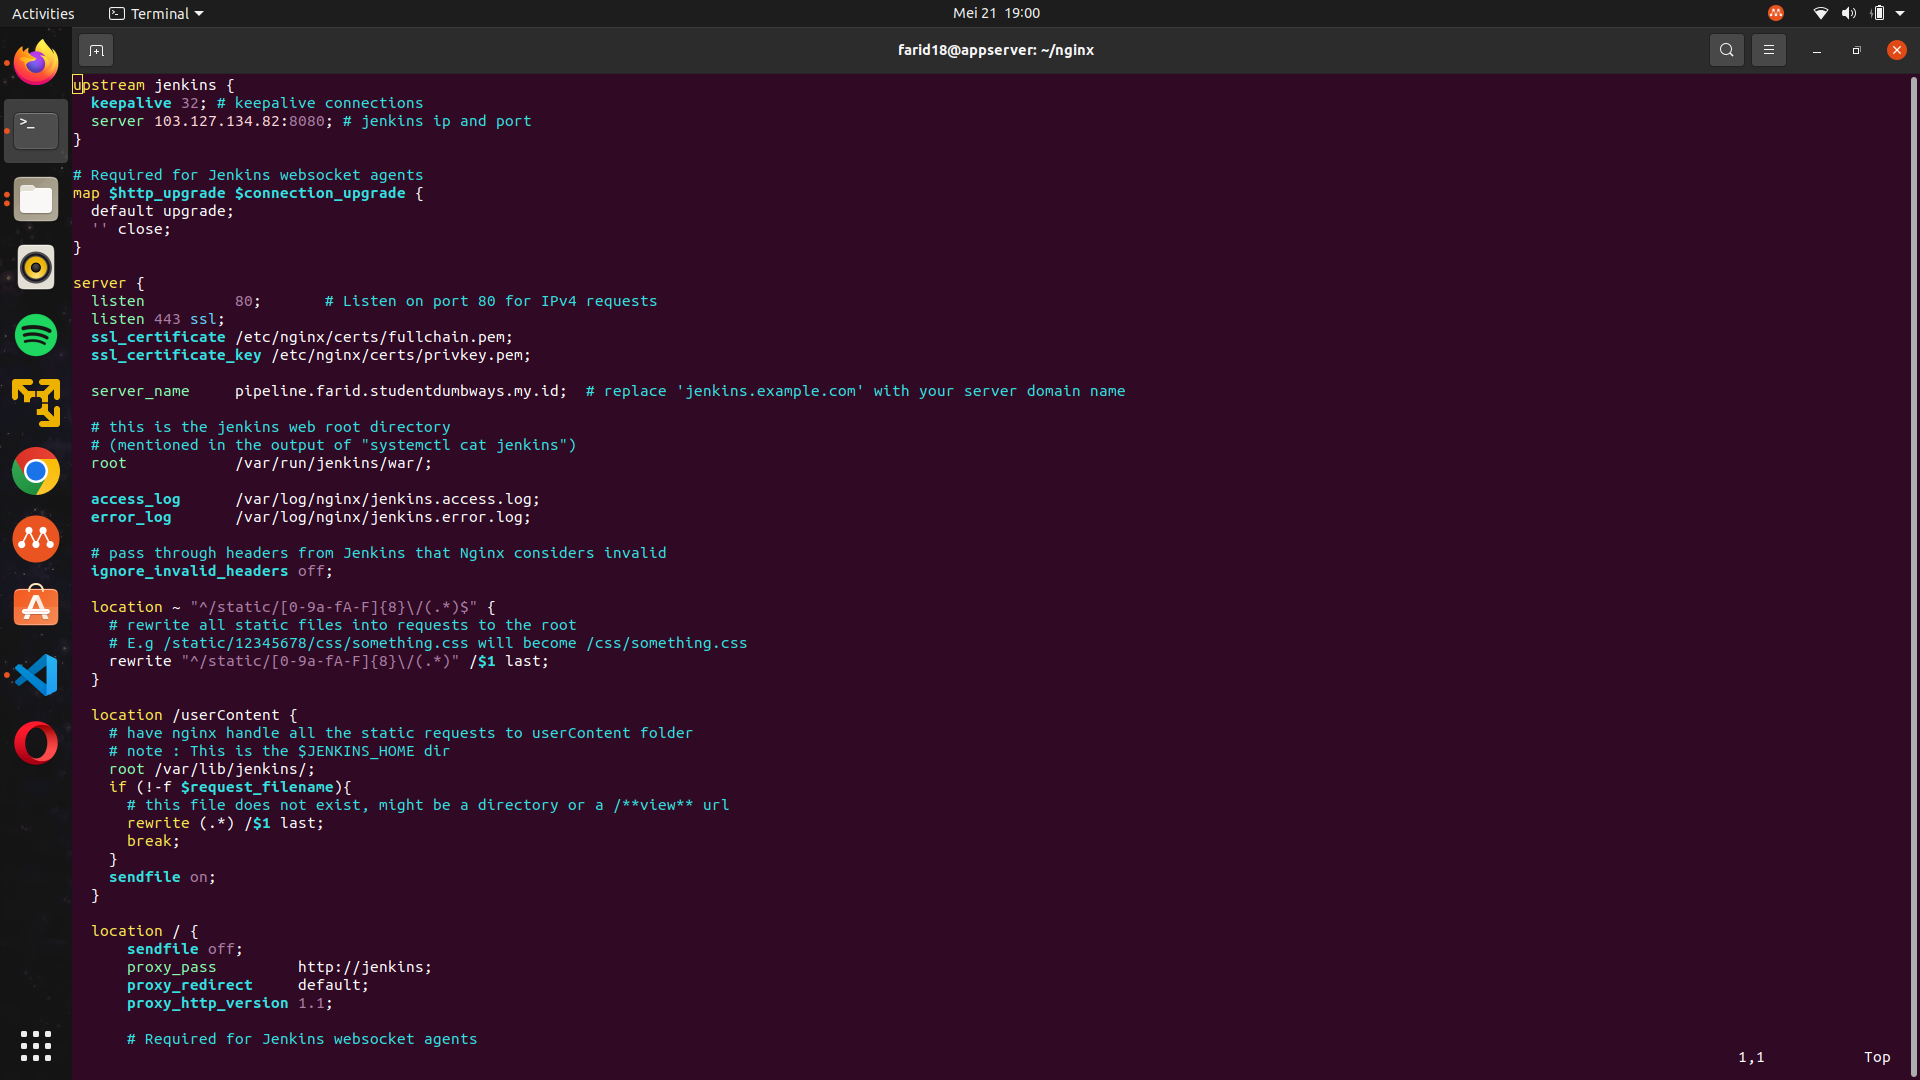 Activities Terminal Mei 21 19:00
farid18@appserver: ~/nginx
upstream jenkins {
  keepalive 32; # keepalive connections
  server 103.127.134.82:8080; # jenkins ip and port
}
# Required for Jenkins websocket agents
map $http_upgrade $connection_upgrade {
  default upgrade;
  '' close;
}
server {
  listen          80;       # Listen on port 80 for IPv4 requests
  listen 443 ssl;
  ssl_certificate /etc/nginx/certs/fullchain.pem;
  ssl_certificate_key /etc/nginx/certs/privkey.pem;
  server_name     pipeline.farid.studentdumbways.my.id;  # replace 'jenkins.example.com' with your server domain name
  # this is the jenkins web root directory
  # (mentioned in the output of "systemctl cat jenkins")
  root            /var/run/jenkins/war/;
  access_log      /var/log/nginx/jenkins.access.log;
  error_log       /var/log/nginx/jenkins.error.log;
  # pass through headers from Jenkins that Nginx considers invalid
  ignore_invalid_headers off;
  location ~ "^/static/[0-9a-fA-F]{8}\/(.*)$" {
    # rewrite all static files into requests to the root
    # E.g /static/12345678/css/something.css will become /css/something.css
    rewrite "^/static/[0-9a-fA-F]{8}\/(.*)" /$1 last;
  }
  location /userContent {
    # have nginx handle all the static requests to userContent folder
    # note : This is the $JENKINS_HOME dir
    root /var/lib/jenkins/;
    if (!-f $request_filename){
      # this file does not exist, might be a directory or a /**view** url
      rewrite (.*) /$1 last;
      break;
    }
    sendfile on;
  }
  location / {
      sendfile off;
      proxy_pass         http://jenkins;
      proxy_redirect     default;
      proxy_http_version 1.1;
      # Required for Jenkins websocket agents
1,1 Top